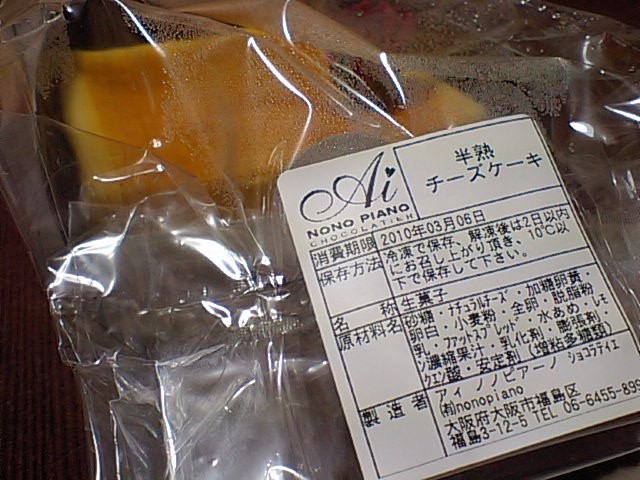 Ai
NONO PIANO
CHOCOLATIER
半熟
チーズケーキ
消費期限 2010年03月06日
保存方法 冷凍で保存、解凍後は2日以内
にお召し上がり頂き、10℃以
下で保存して下さい。
名 称 生菓子
原材料名 砂糖・ナチュラルチーズ・加糖卵黄・
卵白・小麦粉・全卵・脱脂粉
乳・ファットスプレッド・水あめ・レモ
ン濃縮果汁・乳化剤・膨張剤・
クエン酸・安定剤(増粘多糖類)
製造者 アイ ノノピアーノ ショコラティエ
㈲nonopiano
大阪府大阪市福島区
福島3-12-5 TEL 06-6455-89